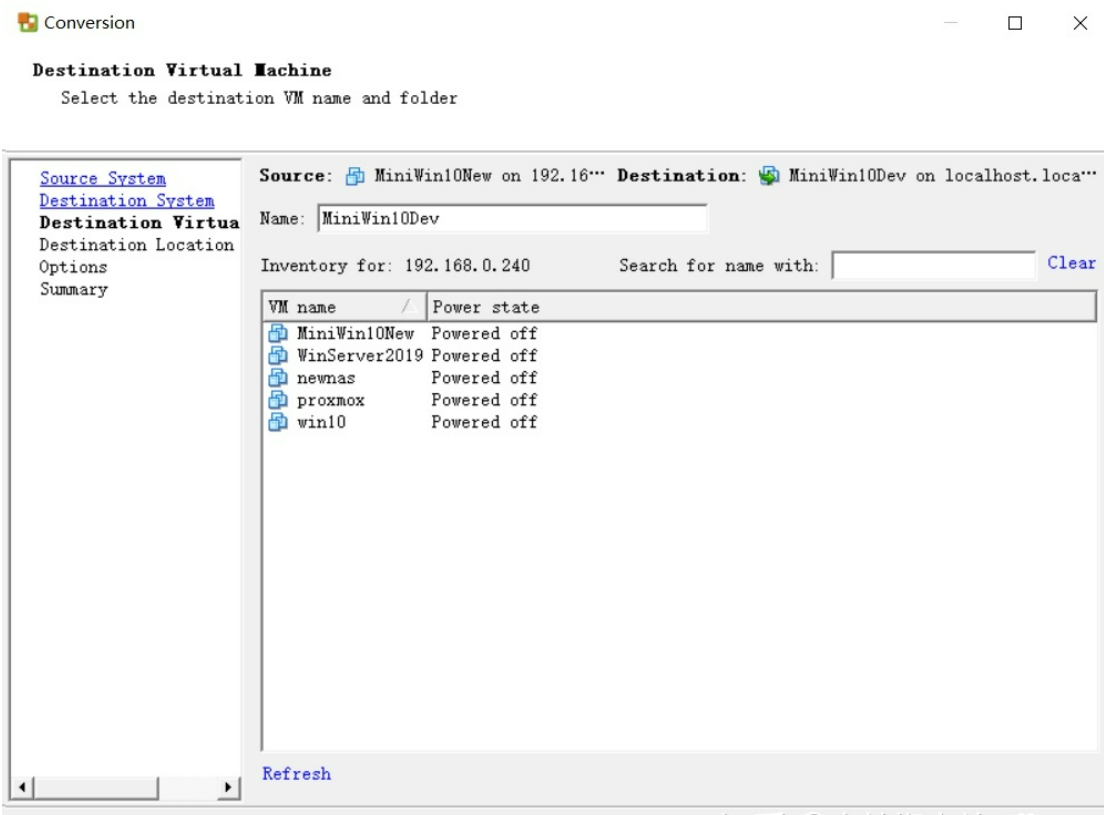 Conversion
Destination Virtual Machine
Select the destination VM name and folder
Source System
Destination System
Destination Virtua
Destination Location
Options
Summary
Source: MiniWin10New on 192.16… Destination: MiniWin10Dev on localhost.loca…
Name: MiniWin10Dev
Inventory for: 192.168.0.240 Search for name with: Clear
VM name Power state
MiniWin10New Powered off
WinServer2019 Powered off
newnas Powered off
proxmox Powered off
win10 Powered off
Refresh